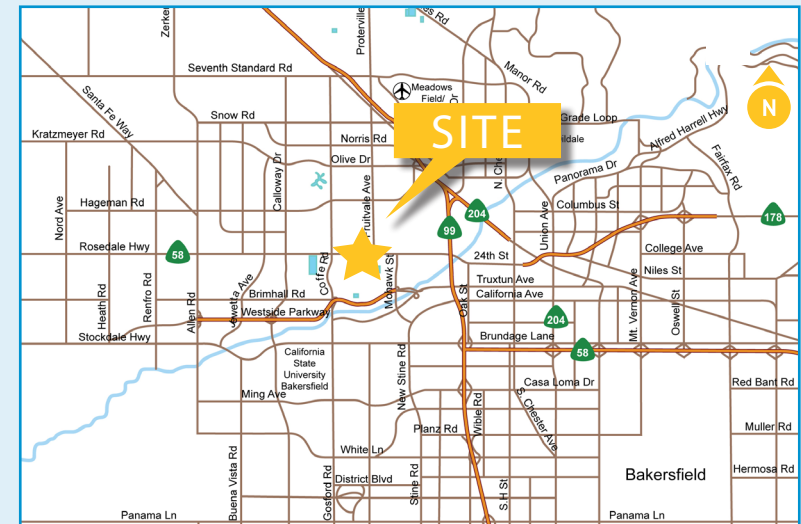 Zerker
Proterville
ss Rd
Seventh Standard Rd
Manor Rd
Meadows
Field/
Dr
Santa Fe Way
N
Snow Rd
Grade Loop
SITE
Kratzmeyer Rd
Norris Rd
ildale
Alfred Harrell Hwy
Olive Dr
Calloway Dr
N. Che
Panorama Dr
Fairfax Rd
Fruitvale Ave
Hageman Rd
Nord Ave
Columbus St
204
178
99
Union Ave
Rosedale Hwy
58
24th St
College Ave
Coffe Rd
Mohawk St
Niles St
Truxtun Ave
Heath Rd
Renfro Rd
Allen Rd
Jewetta Ave
Brimhall Rd
California Ave
Oak St
Mt. Vernon Ave
Oswell St
Westside Parkway
204
Stockdale Hwy
Brundage Lane
58
California
State
University
Bakersfield
New Stine Rd
Casa Loma Dr
Red Bant Rd
Ming Ave
Wible Rd
S. Chester Ave
Planz Rd
Muller Rd
White Ln
Buena Vista Rd
Gosford Rd
District Blvd
Stine Rd
S.H St
Bakersfield
Hermosa Rd
Panama Ln
Panama Ln